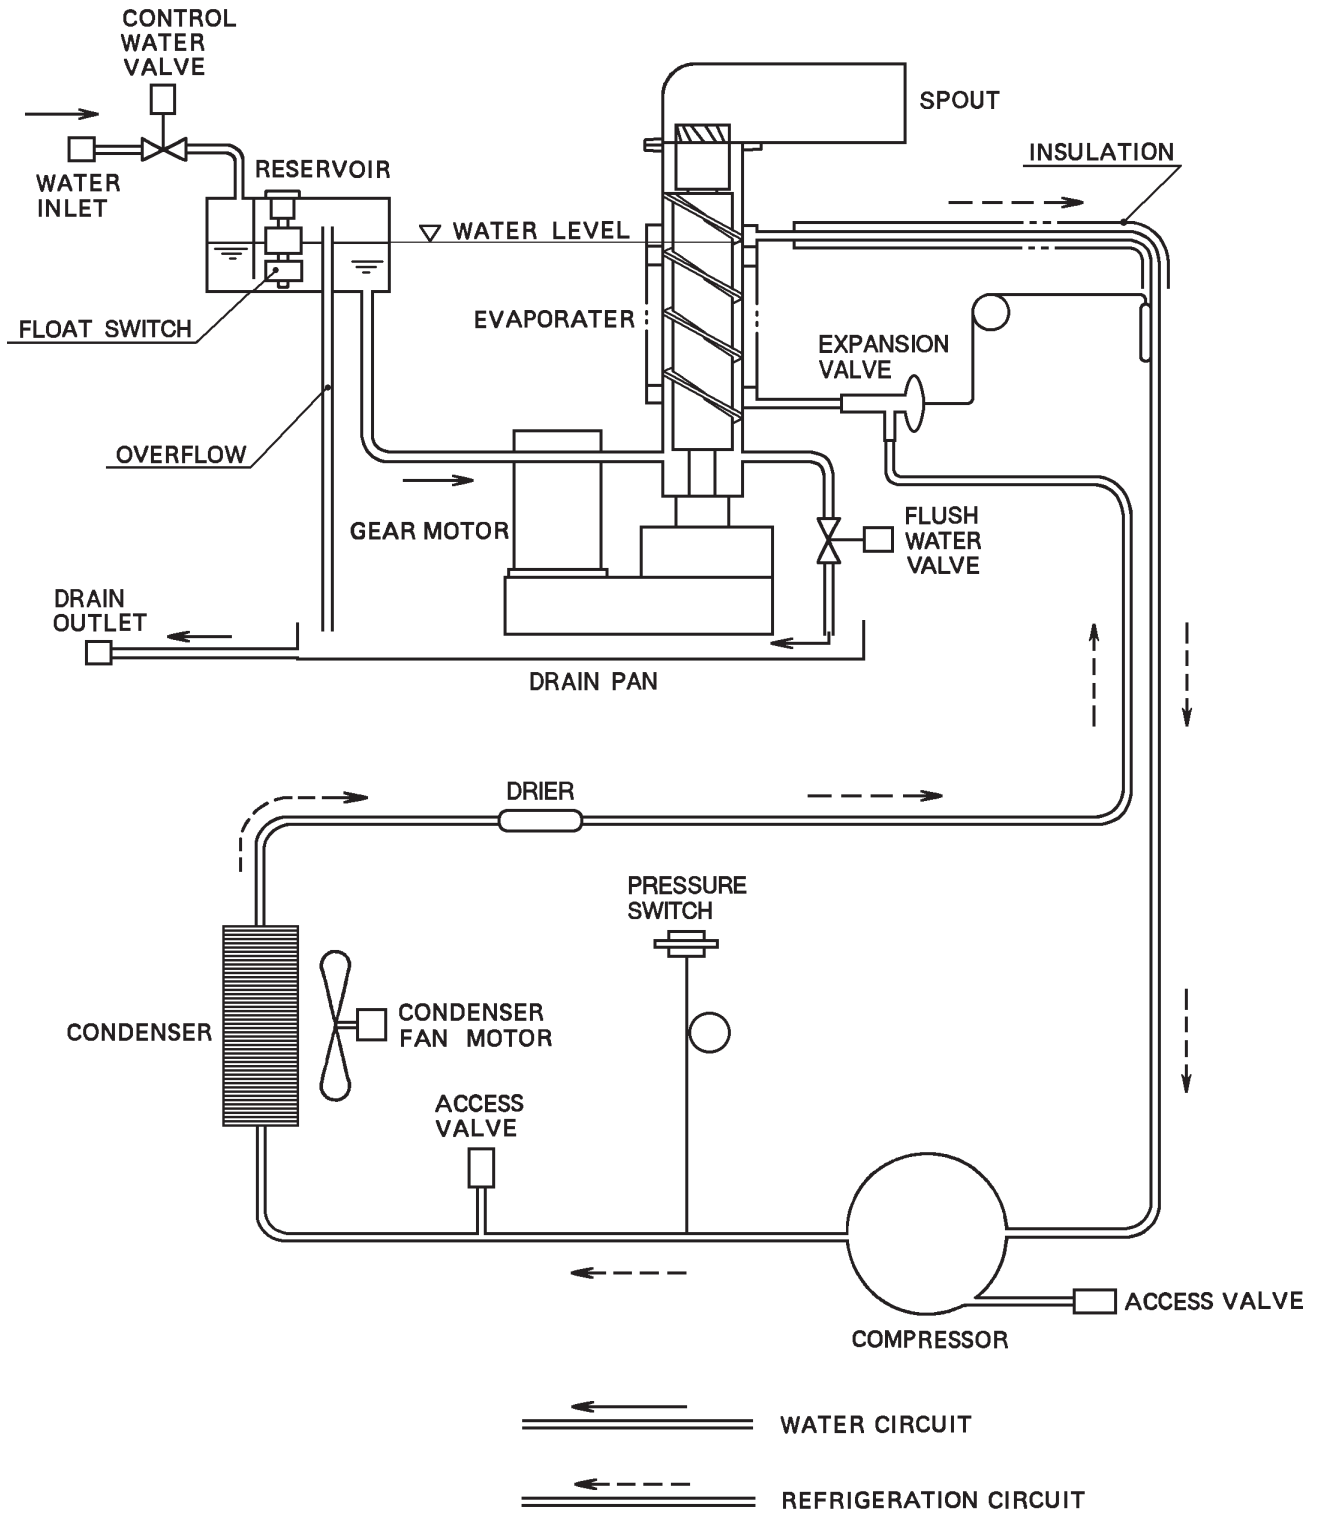 CONTROL
WATER
VALVE
SPOUT
INSULATION
RESERVOIR
WATER
INLET
WATER LEVEL
FLOAT SWITCH
EVAPORATER
EXPANSION
VALVE
OVERFLOW
GEAR MOTOR
FLUSH
WATER
VALVE
DRAIN
OUTLET
DRAIN PAN
DRIER
PRESSURE
SWITCH
CONDENSER
CONDENSER
FAN MOTOR
ACCESS
VALVE
ACCESS VALVE
COMPRESSOR
WATER CIRCUIT
REFRIGERATION CIRCUIT